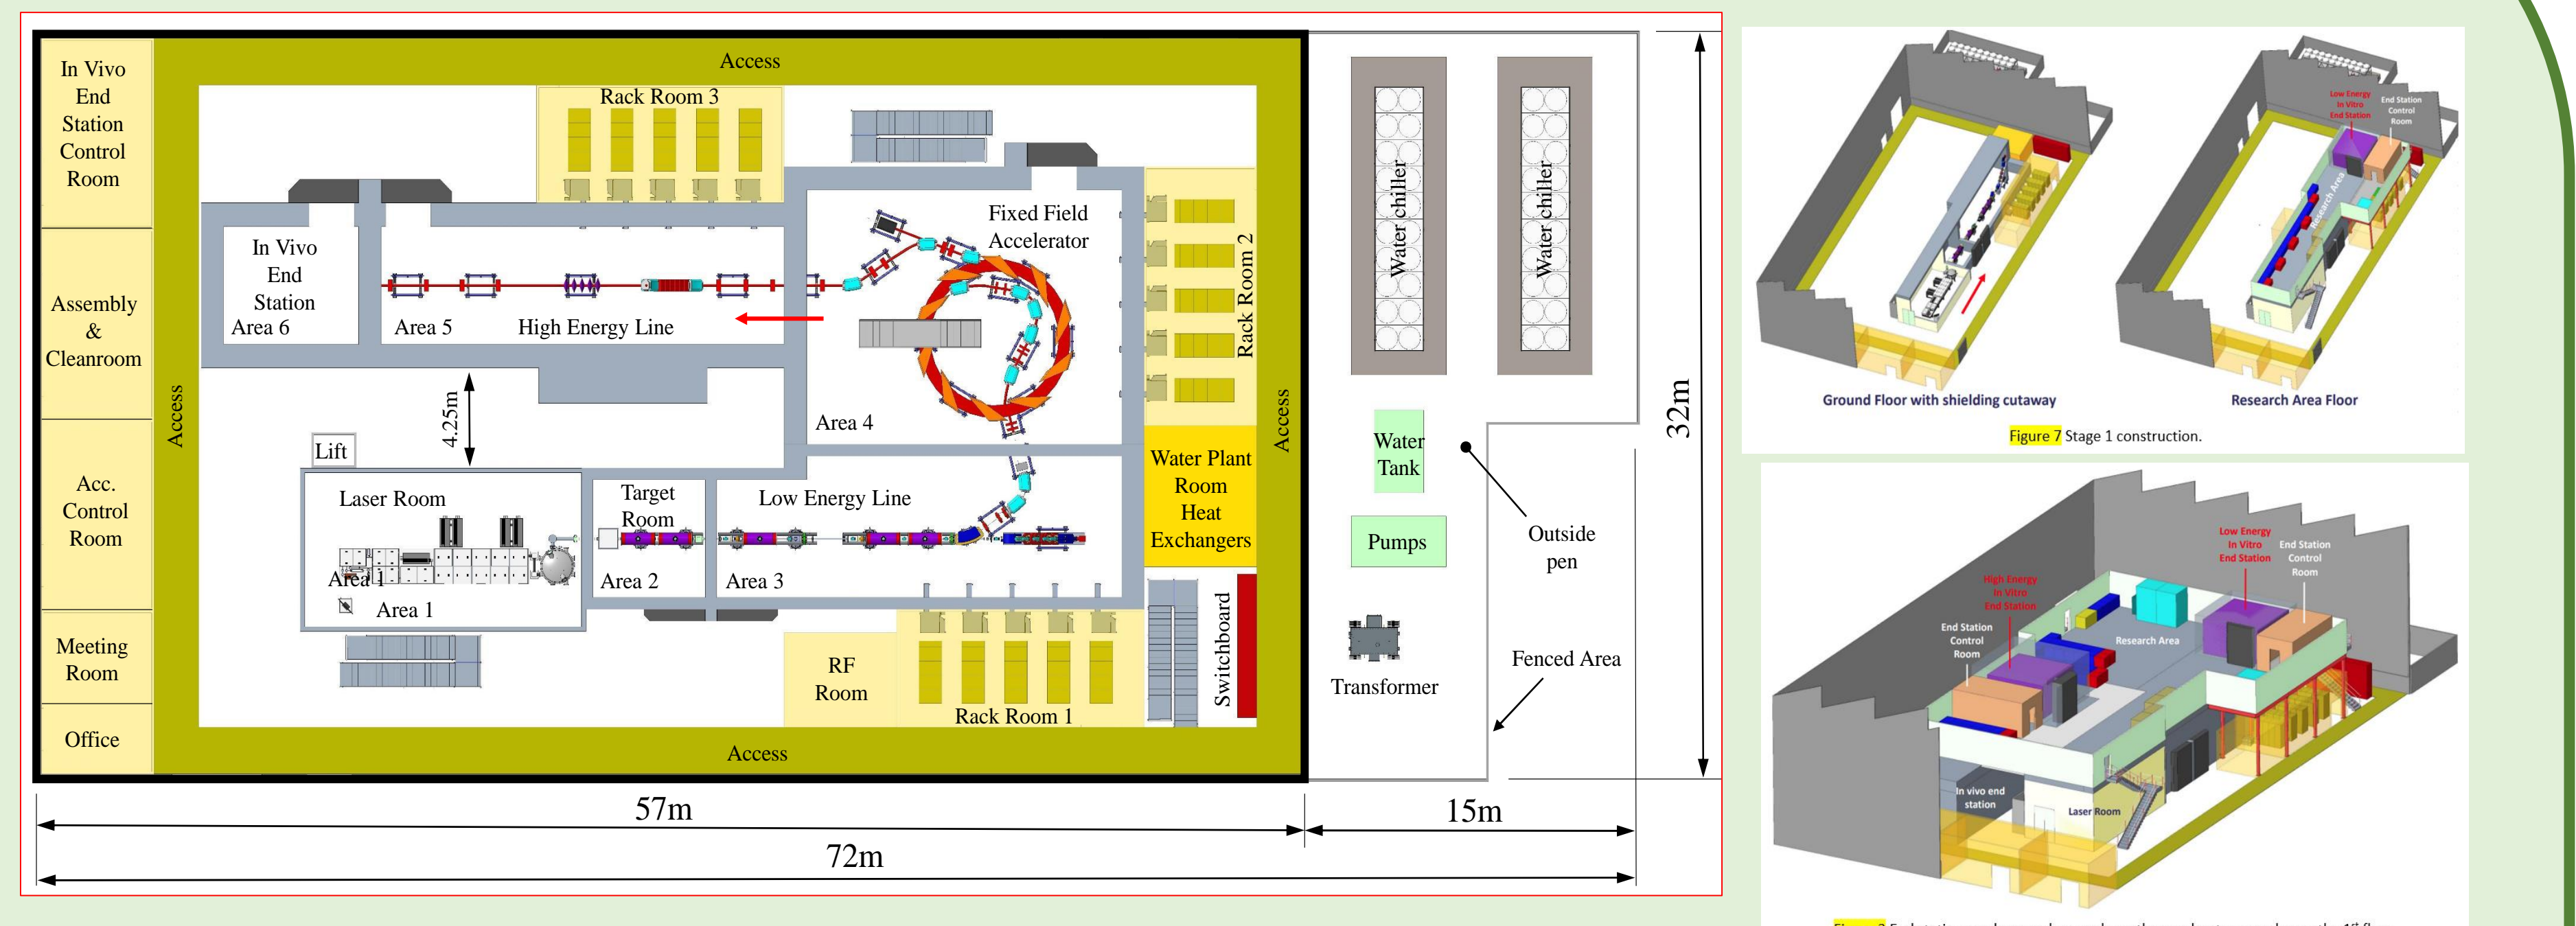 In Vivo
End
Station
Control
Room
Assembly
&
Cleanroom
Acc.
Control
Room
Meeting
Room
Office
Access
Access
Access
Access
Rack Room 3
In Vivo
End
Station
Area 6
Area 5
High Energy Line
Fixed Field
Accelerator
Area 4
Rack Room 2
4.25m
Lift
Laser Room
Area 1
Area 1
Target
Room
Area 2
Low Energy Line
Area 3
Water Plant
Room
Heat
Exchangers
RF
Room
Rack Room 1
Switchboard
Water chiller
Water chiller
Water
Tank
Pumps
Transformer
Outside
pen
Fenced Area
32m
57m
15m
72m
Low Energy
In Vitro
End Station
End Station
Control
Room
Research Area
Ground Floor with shielding cutaway
Research Area Floor
Figure 7 Stage 1 construction.
Low Energy
In Vitro
End Station
End Station
Control
Room
High Energy
In Vitro
End Station
End Station
Control
Room
Research Area
In vivo end
station
Laser Room